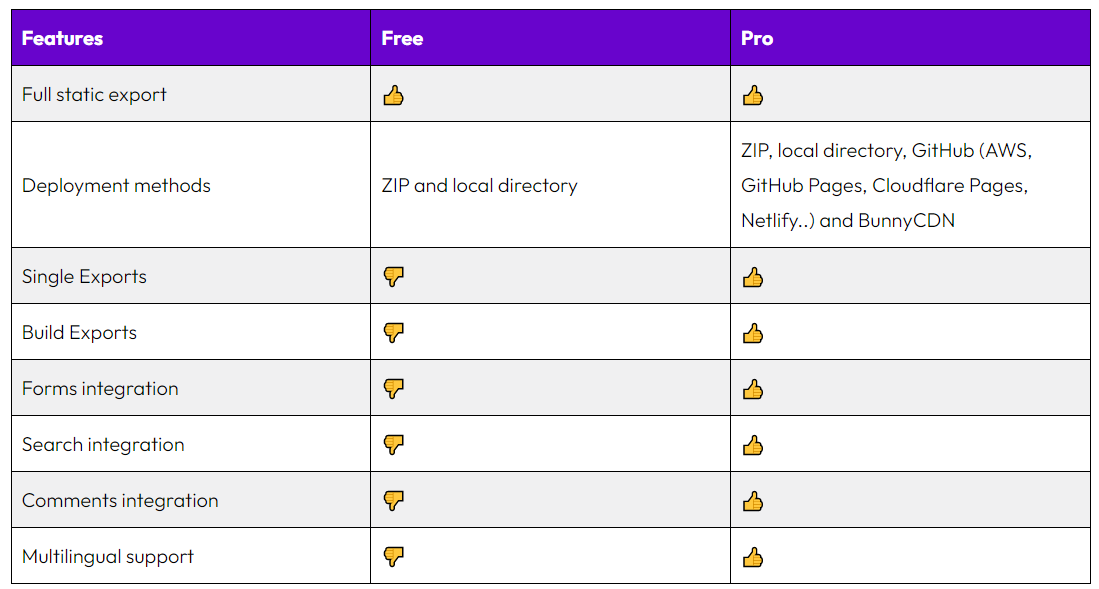 Features Free Pro
Full static export 👍 👍
Deployment methods ZIP and local directory ZIP, local directory, GitHub (AWS,
GitHub Pages, Cloudflare Pages,
Netlify..) and BunnyCDN
Single Exports 👎 👍
Build Exports 👎 👍
Forms integration 👎 👍
Search integration 👎 👍
Comments integration 👎 👍
Multilingual support 👎 👍